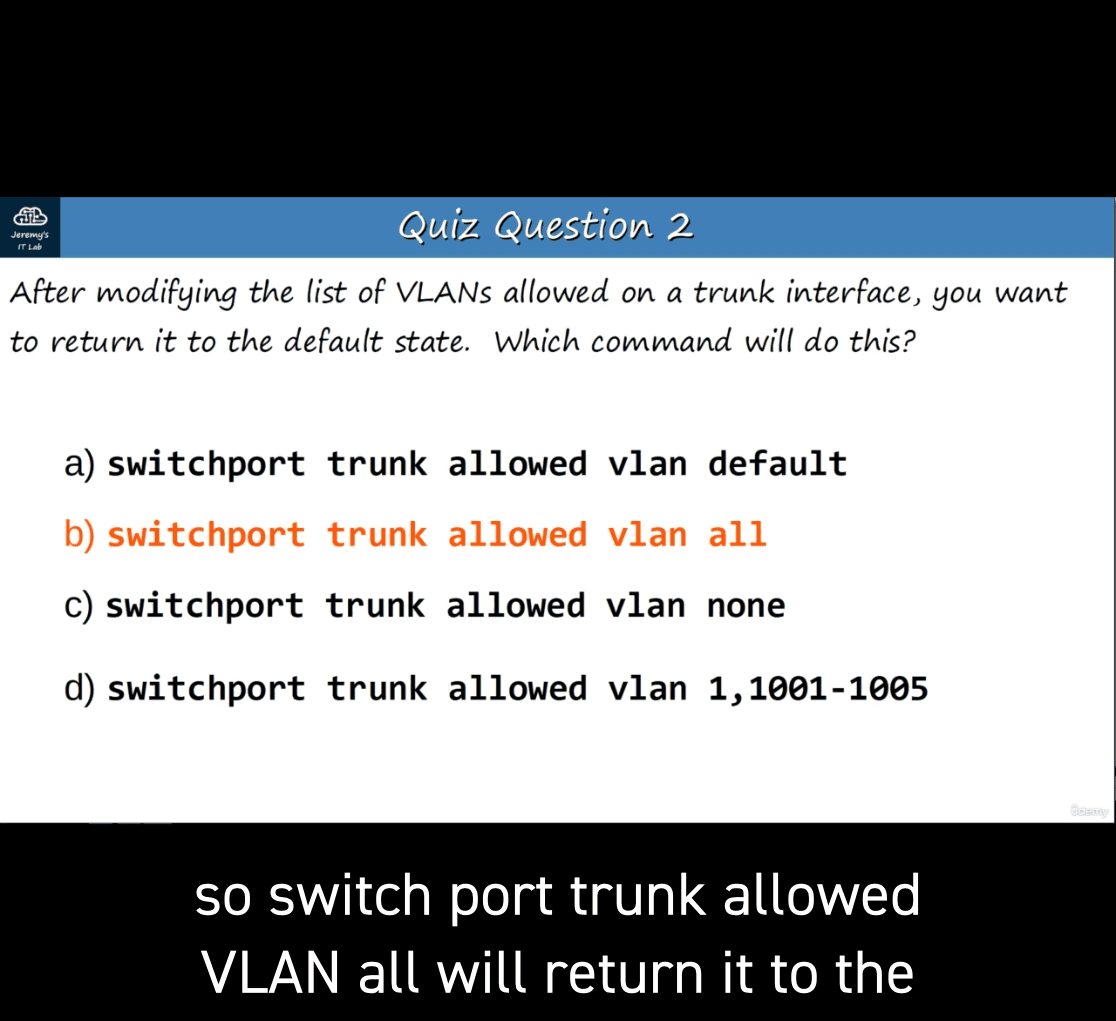 Jeremy's
IT Lab
Quiz Question 2
After modifying the list of VLANs allowed on a trunk interface, you want
to return it to the default state. Which command will do this?
a) switchport trunk allowed vlan default
b) switchport trunk allowed vlan all
c) switchport trunk allowed vlan none
d) switchport trunk allowed vlan 1,1001-1005
Udemy
so switch port trunk allowed
VLAN all will return it to the